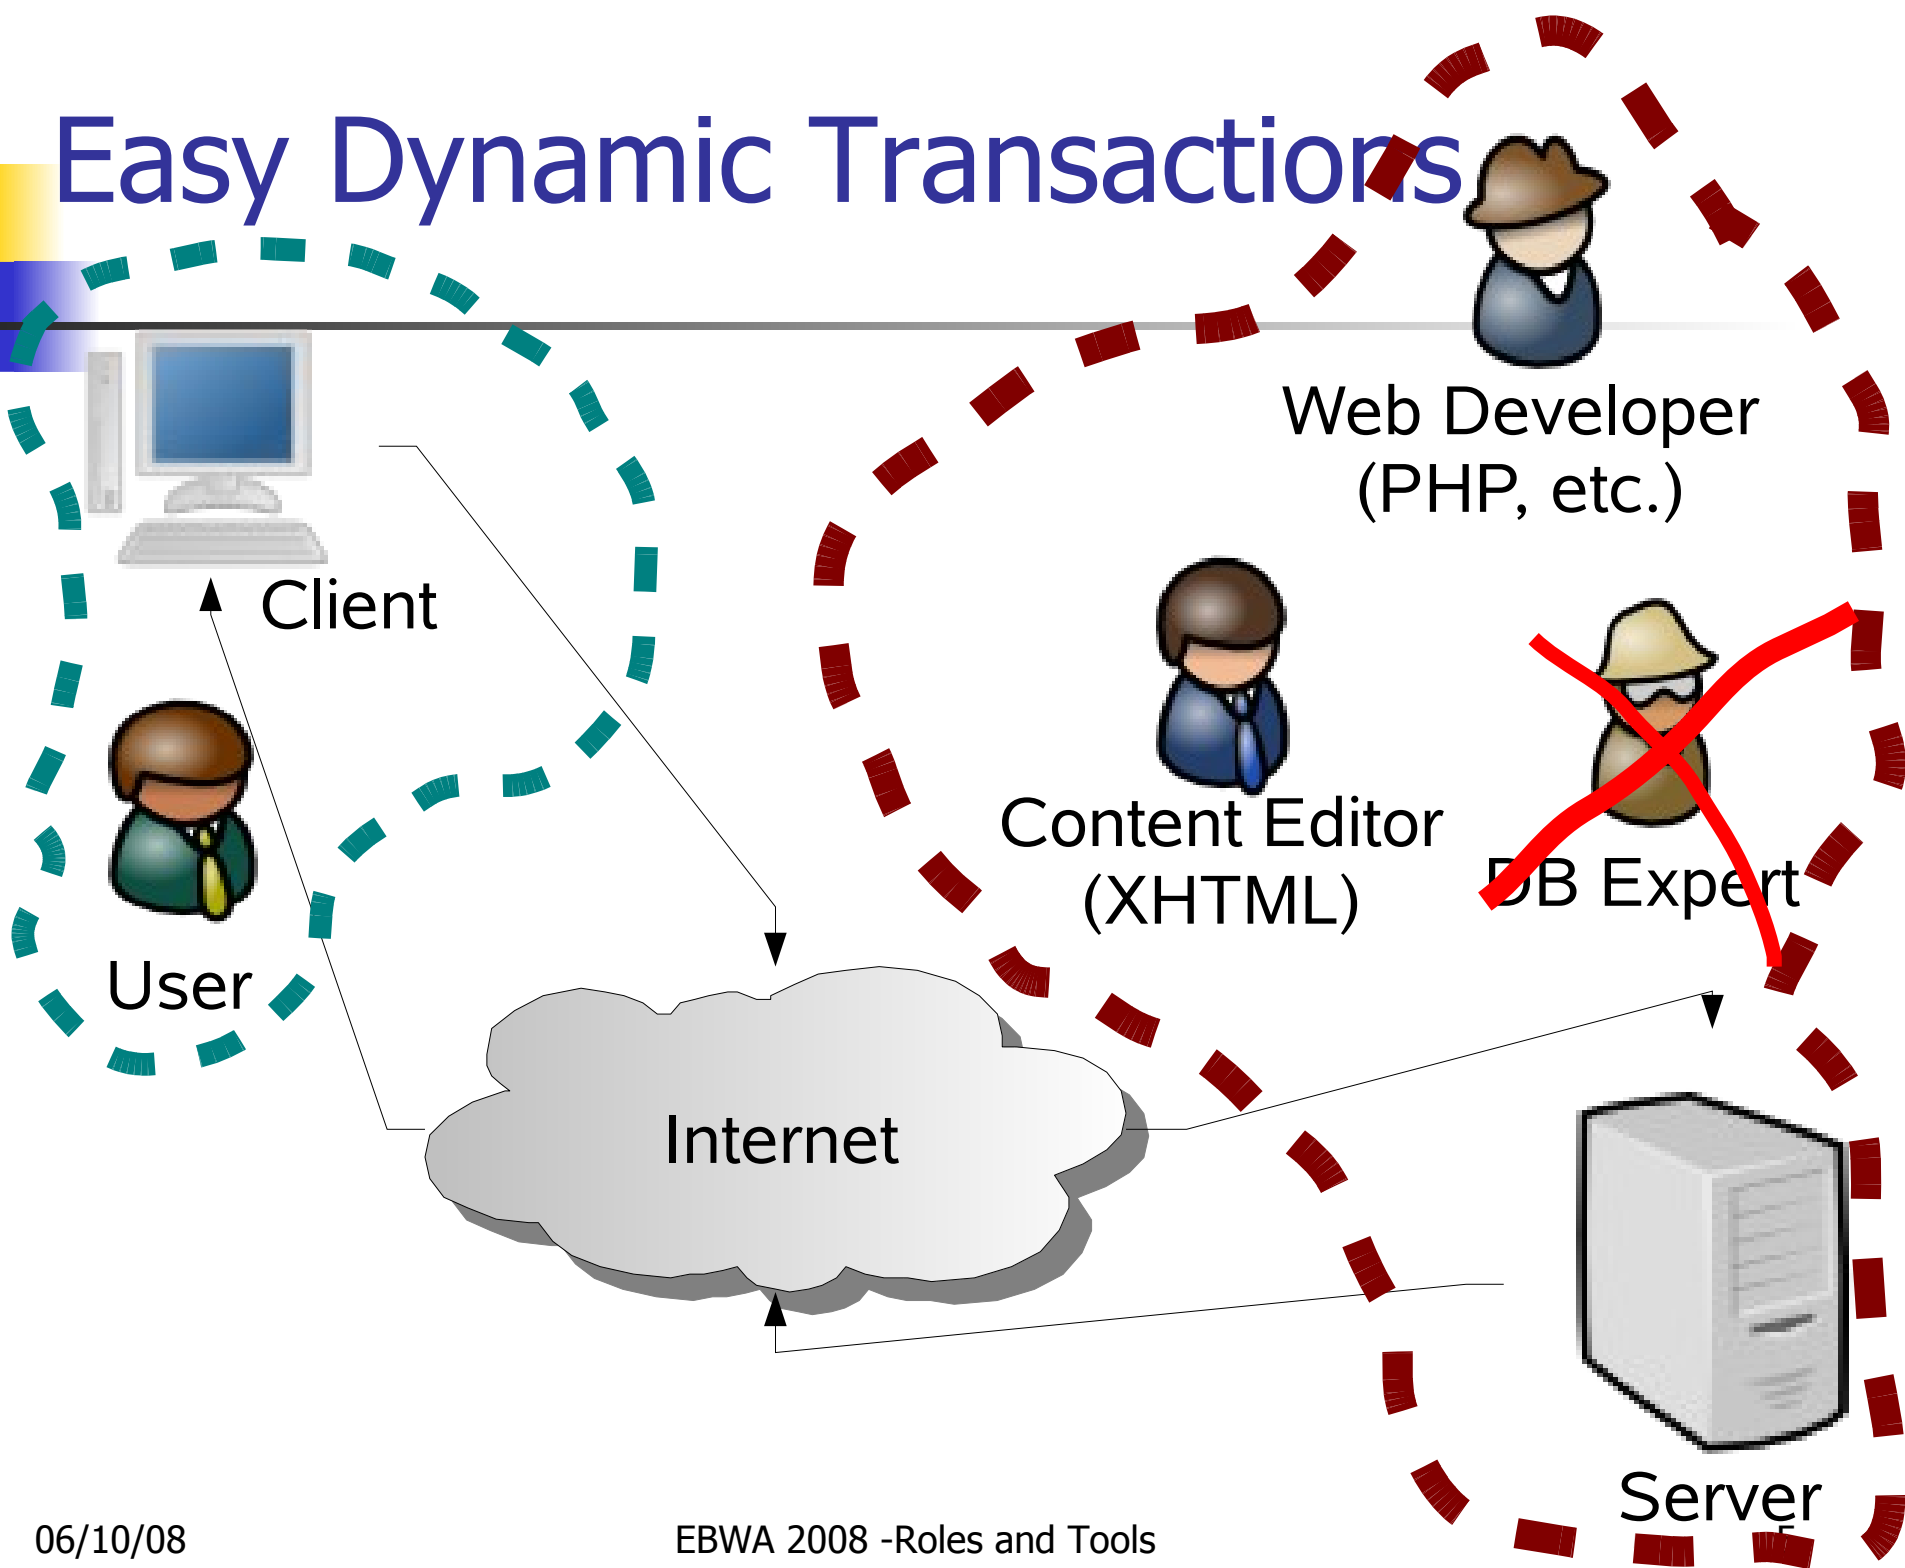 Easy Dynamic Transactions
Web Developer
(PHP, etc.)
Client
Content Editor
(XHTML)
DB Expert
User
Internet
Server
06/10/08
EBWA 2008 -Roles and Tools